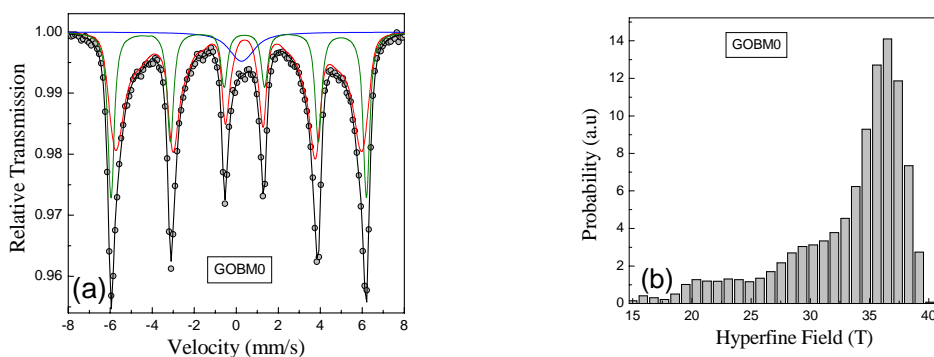 1.00
0.99
0.98
0.97
0.96
Relative Transmission
(a)
GOBM0
-8 -6 -4 -2 0 2 4 6 8
Velocity (mm/s)
14
12
10
8
6
4
2
0
Probability (a.u)
GOBM0
(b)
15 20 25 30 35 40
Hyperfine Field (T)